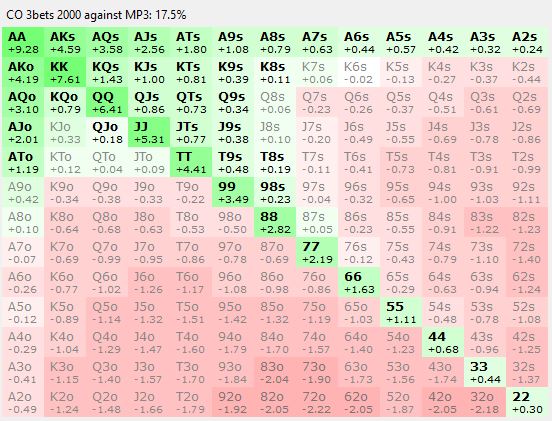 CO 3bets 2000 against MP3: 17.5%
AA AKs AQs AJs ATs A9s A8s A7s A6s A5s A4s A3s A2s
+9.28 +4.59 +3.58 +2.56 +1.80 +1.08 +0.79 +0.63 +0.44 +0.57 +0.42 +0.32 +0.24
AKo KK KQs KJs KTs K9s K8s K7s K6s K5s K4s K3s K2s
+4.19 +7.61 +1.43 +1.00 +0.81 +0.39 +0.11 +0.06 -0.02 -0.13 -0.27 -0.37 -0.44
AQo KQo QQ QJs QTs Q9s Q8s Q7s Q6s Q5s Q4s Q3s Q2s
+3.10 +0.79 +6.41 +0.86 +0.73 +0.34 +0.06 -0.23 -0.26 -0.37 -0.51 -0.61 -0.69
AJo KJo QJo JJ JTs J9s J8s J7s J6s J5s J4s J3s J2s
+2.01 +0.33 +0.18 +5.31 +0.77 +0.38 +0.10 -0.20 -0.49 -0.55 -0.69 -0.78 -0.86
ATo KTo QTo JTo TT T9s T8s T7s T6s T5s T4s T3s T2s
+1.19 +0.12 +0.04 +0.09 +4.41 +0.48 +0.19 -0.11 -0.41 -0.73 -0.81 -0.91 -0.99
A9o K9o Q9o J9o T9o 99 98s 97s 96s 95s 94s 93s 92s
+0.42 -0.34 -0.38 -0.33 -0.22 +3.49 +0.23 -0.04 -0.32 -0.65 -1.00 -1.03 -1.11
A8o K8o Q8o J8o T8o 98o 88 87s 86s 85s 84s 83s 82s
+0.10 -0.64 -0.68 -0.63 -0.53 -0.50 +2.82 +0.05 -0.23 -0.55 -0.91 -1.22 -1.23
A7o K7o Q7o J7o T7o 97o 87o 77 76s 75s 74s 73s 72s
-0.07 -0.69 -0.99 -0.95 -0.86 -0.78 -0.69 +2.19 -0.12 -0.43 -0.79 -1.10 -1.40
A6o K6o Q6o J6o T6o 96o 86o 76o 66 65s 64s 63s 62s
-0.26 -0.77 -1.02 -1.26 -1.17 -1.08 -0.98 -0.86 +1.63 -0.29 -0.63 -0.94 -1.24
A5o K5o Q5o J5o T5o 95o 85o 75o 65o 55 54s 53s 52s
-0.12 -0.89 -1.14 -1.32 -1.51 -1.42 -1.32 -1.19 -1.03 +1.11 -0.48 -0.78 -1.08
A4o K4o Q4o J4o T4o 94o 84o 74o 64o 54o 44 43s 42s
-0.29 -1.04 -1.29 -1.47 -1.60 -1.79 -1.70 -1.57 -1.40 -1.23 +0.68 -0.96 -1.25
A3o K3o Q3o J3o T3o 93o 83o 73o 63o 53o 43o 33 32s
-0.41 -1.15 -1.40 -1.57 -1.70 -1.84 -2.04 -1.90 -1.73 -1.56 -1.74 +0.44 -1.37
A2o K2o Q2o J2o T2o 92o 82o 72o 62o 52o 42o 32o 22
-0.49 -1.24 -1.48 -1.66 -1.79 -1.92 -2.05 -2.22 -2.05 -1.87 -2.05 -2.18 +0.30